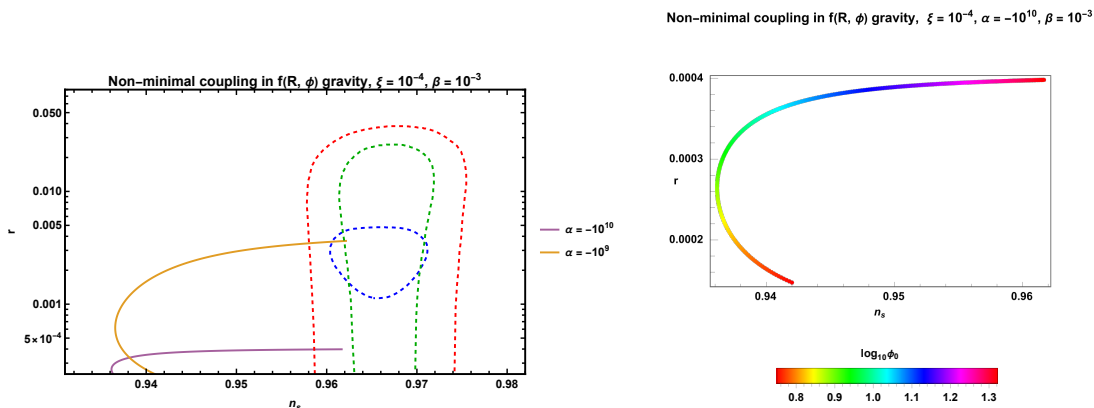 Non−minimal coupling in f(R, ϕ) gravity, ξ = 10⁻⁴, β = 10⁻³
0.050
0.010
0.005
0.001
5×10⁻⁴
r
0.94
0.95
0.96
0.97
0.98
nₛ
α = −10¹⁰
α = −10⁹
Non−minimal coupling in f(R, ϕ) gravity, ξ = 10⁻⁴, α = −10¹⁰, β = 10⁻³
0.0004
0.0003
r
0.0002
0.94
0.95
0.96
nₛ
log₁₀ϕ₀
0.8
0.9
1.0
1.1
1.2
1.3